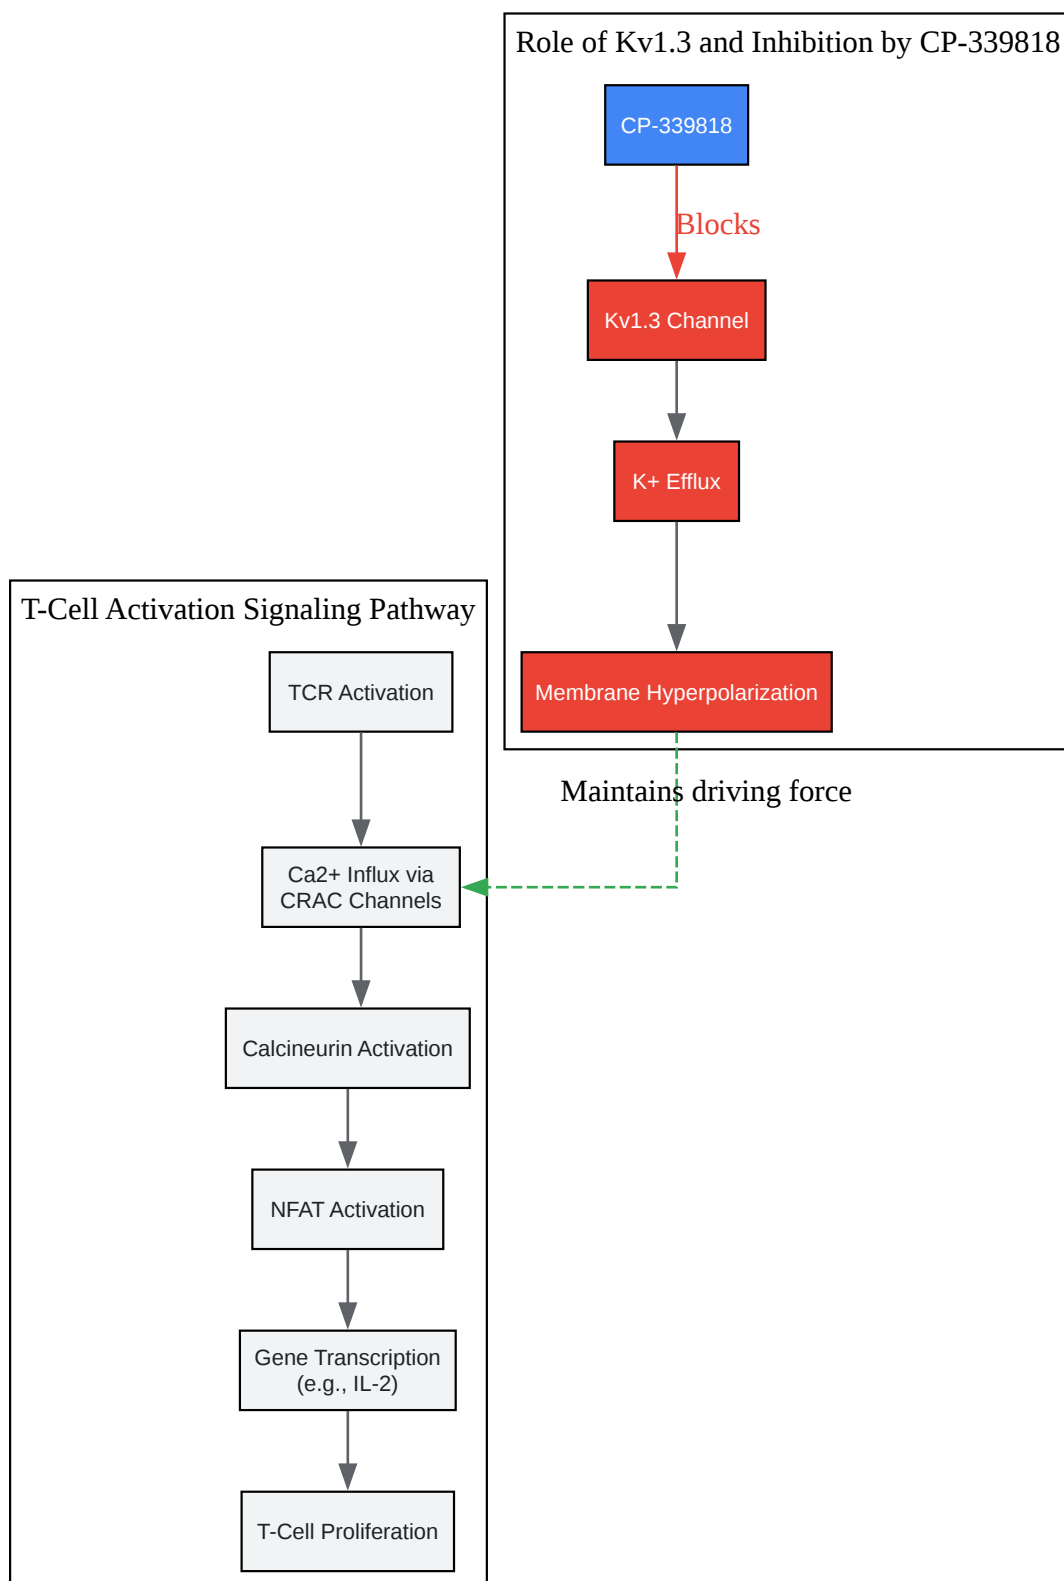 Role of Kv1.3 and Inhibition by CP-339818
CP-339818
Blocks
Kv1.3 Channel
K+ Efflux
Membrane Hyperpolarization
Maintains driving force
T-Cell Activation Signaling Pathway
TCR Activation
Ca2+ Influx via
CRAC Channels
Calcineurin Activation
NFAT Activation
Gene Transcription
(e.g., IL-2)
T-Cell Proliferation